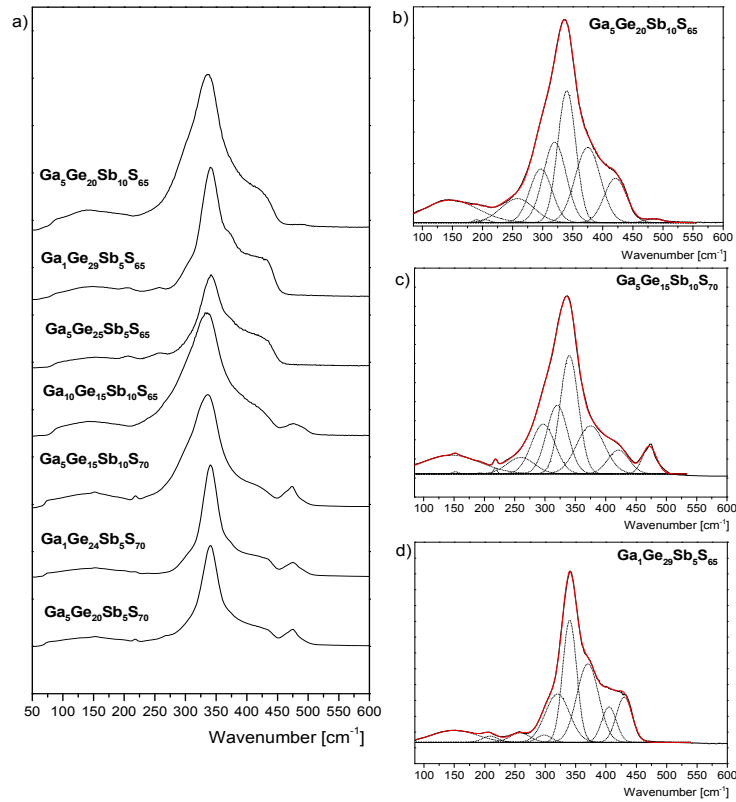 a)
Ga5Ge20Sb10S65
Ga1Ge29Sb5S65
Ga5Ge25Sb5S65
Ga10Ge15Sb10S65
Ga5Ge15Sb10S70
Ga1Ge24Sb5S70
Ga5Ge20Sb5S70
50 100 150 200 250 300 350 400 450 500 550 600
Wavenumber [cm-1]
b)
Ga5Ge20Sb10S65
100 150 200 250 300 350 400 450 500 550 600
Wavenumber [cm-1]
c)
Ga5Ge15Sb10S70
100 150 200 250 300 350 400 450 500 550 600
Wavenumber [cm-1]
d)
Ga1Ge29Sb5S65
100 150 200 250 300 350 400 450 500 550 600
Wavenumber [cm-1]